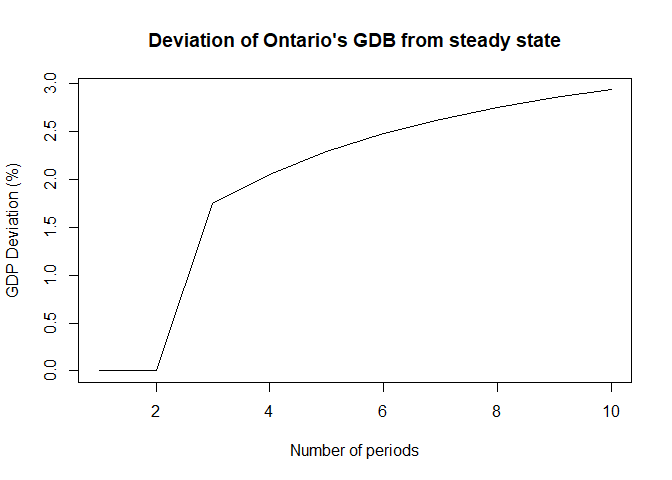 Deviation of Ontario's GDB from steady state
GDP Deviation (%)
3.0
2.5
2.0
1.5
1.0
0.5
0.0
2 4 6 8 10
Number of periods